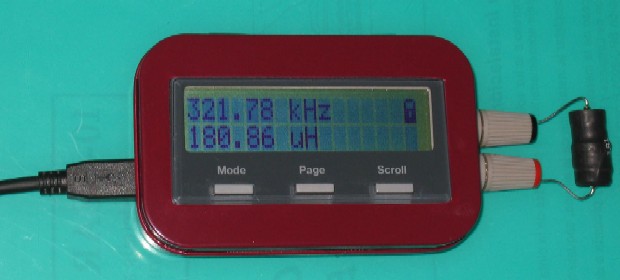 321.78 kHz
180.86 uH
Mode Page Scroll